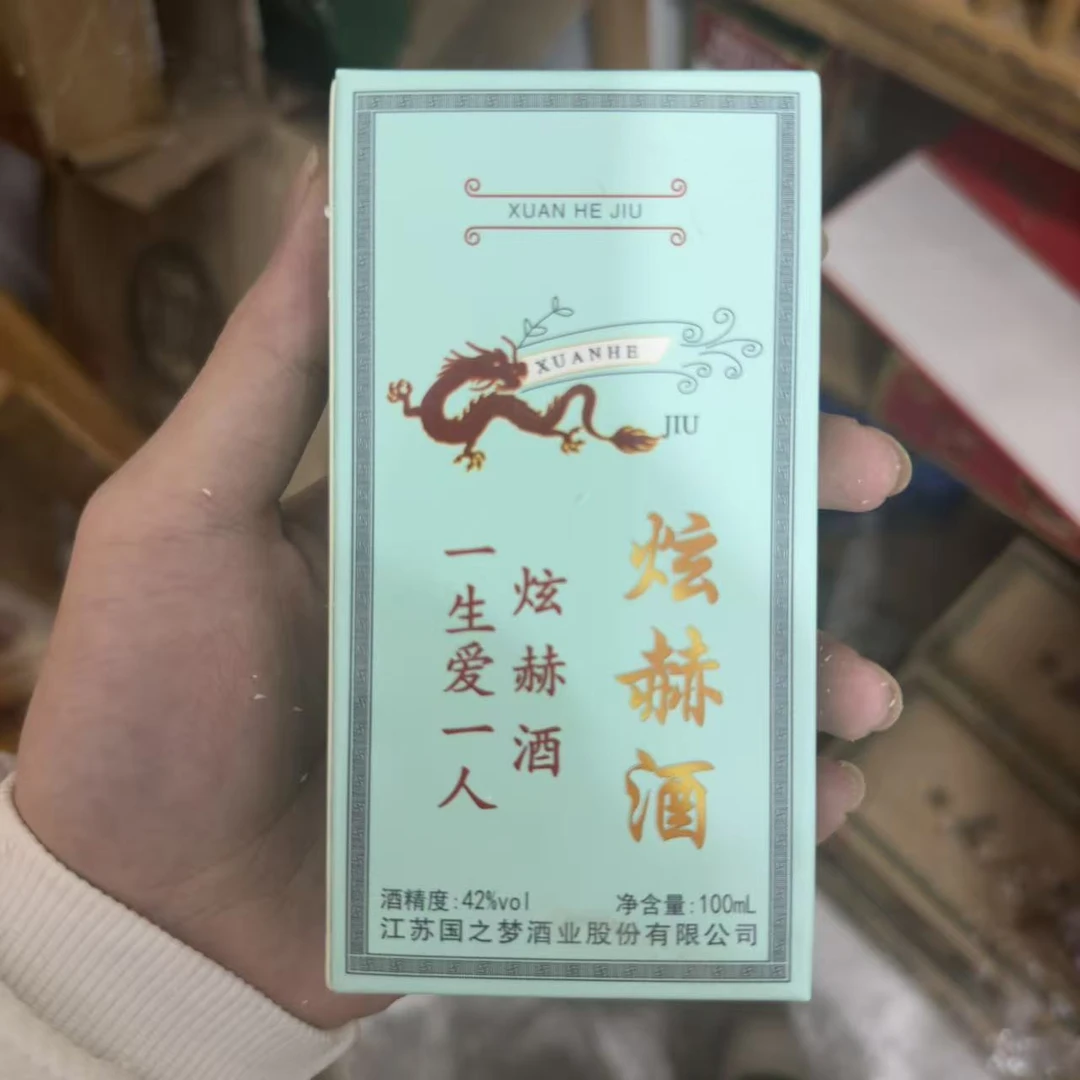 XUAN HE JIU
XUANHE
JIU
炫赫酒
炫赫酒
一生爱一人
酒精度:42%vol
净含量:100mL
江苏国之梦酒业股份有限公司